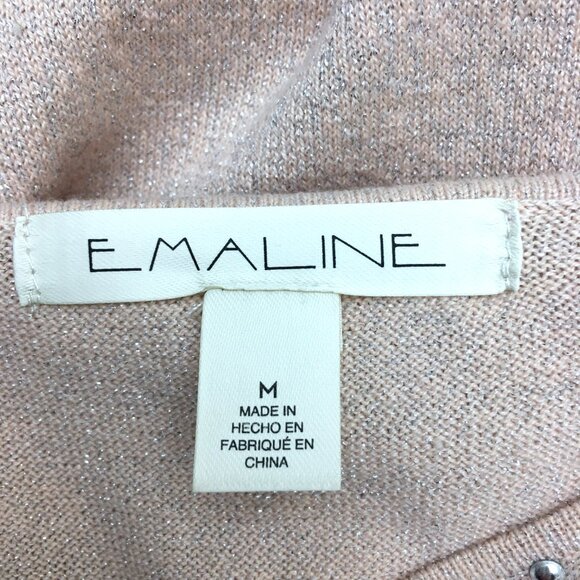 EMALINE
M
MADE IN
HECHO EN
FABRIQUÉ EN
CHINA